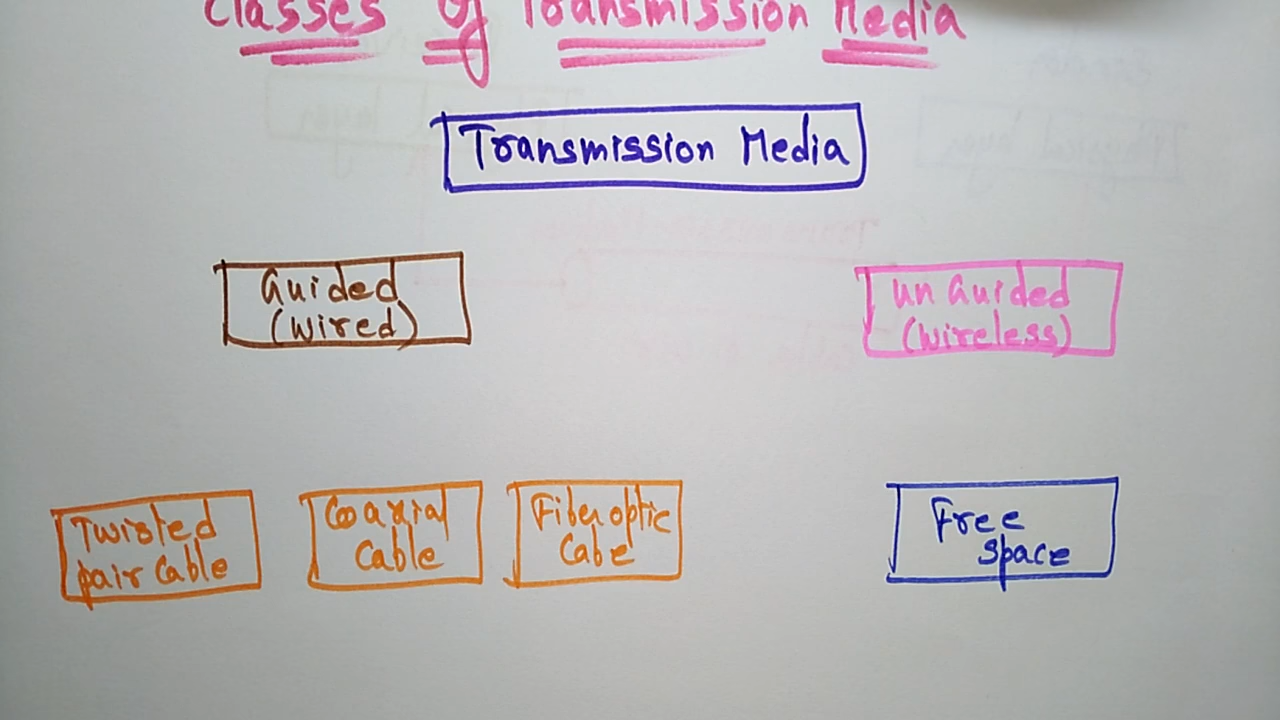 Classes Of Transmission Media
Transmission Media
Guided
(wired)
un Guided
(wireless)
Twisted
pair Cable
Coaxial
Cable
Fiber optic
Cabe
Free
space